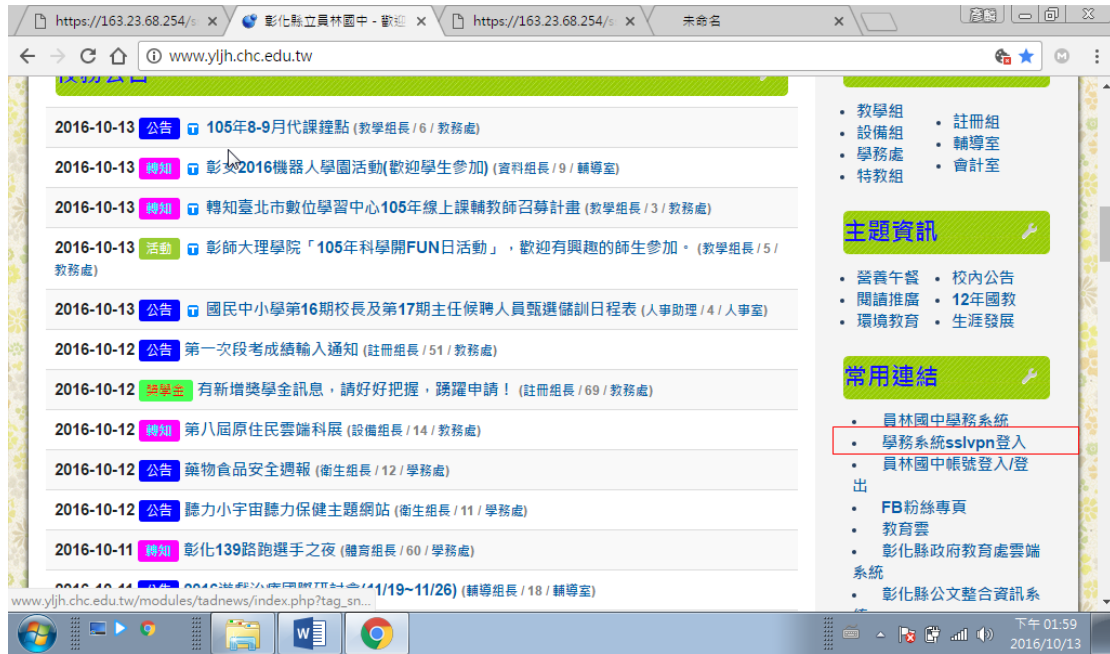 https://163.23.68.254/s
彰化縣立員林國中 - 歡迎
https://163.23.68.254/s
未命名
www.yljh.chc.edu.tw
校務公告
2016-10-13 公告 105年8-9月代課鐘點 (教學組長 / 6 / 教務處)
2016-10-13 轉知 彰女2016機器人學園活動(歡迎學生參加) (資料組長 / 9 / 輔導室)
2016-10-13 轉知 轉知臺北市數位學習中心105年線上課輔教師召募計畫 (教學組長 / 3 / 教務處)
2016-10-13 活動 彰師大理學院「105年科學開FUN日活動」，歡迎有興趣的師生參加。 (教學組長 / 5 /
教務處)
2016-10-13 公告 國民中小學第16期校長及第17期主任候聘人員甄選儲訓日程表 (人事助理 / 4 / 人事室)
2016-10-12 公告 第一次段考成績輸入通知 (註冊組長 / 51 / 教務處)
2016-10-12 獎學金 有新增獎學金訊息，請好好把握，踴躍申請！ (註冊組長 / 69 / 教務處)
2016-10-12 轉知 第八屆原住民雲端科展 (設備組長 / 14 / 教務處)
2016-10-12 公告 藥物食品安全週報 (衛生組長 / 12 / 學務處)
2016-10-12 公告 聽力小宇宙聽力保健主題網站 (衛生組長 / 11 / 學務處)
2016-10-11 轉知 彰化139路跑選手之夜 (體育組長 / 60 / 學務處)
2016-10-11 公告 2016遊戲治療國際研討會(11/19~11/26) (輔導組長 / 18 / 輔導室)
www.yljh.chc.edu.tw/modules/tadnews/index.php?tag_sn...
教學組
設備組
學務處
特教組
註冊組
輔導室
會計室
主題資訊
營養午餐
閱讀推廣
環境教育
校內公告
12年國教
生涯發展
常用連結
員林國中學務系統
學務系統sslvpn登入
員林國中帳號登入/登
出
FB粉絲專頁
教育雲
彰化縣政府教育處雲端
系統
彰化縣公文整合資訊系
下午 01:59
2016/10/13